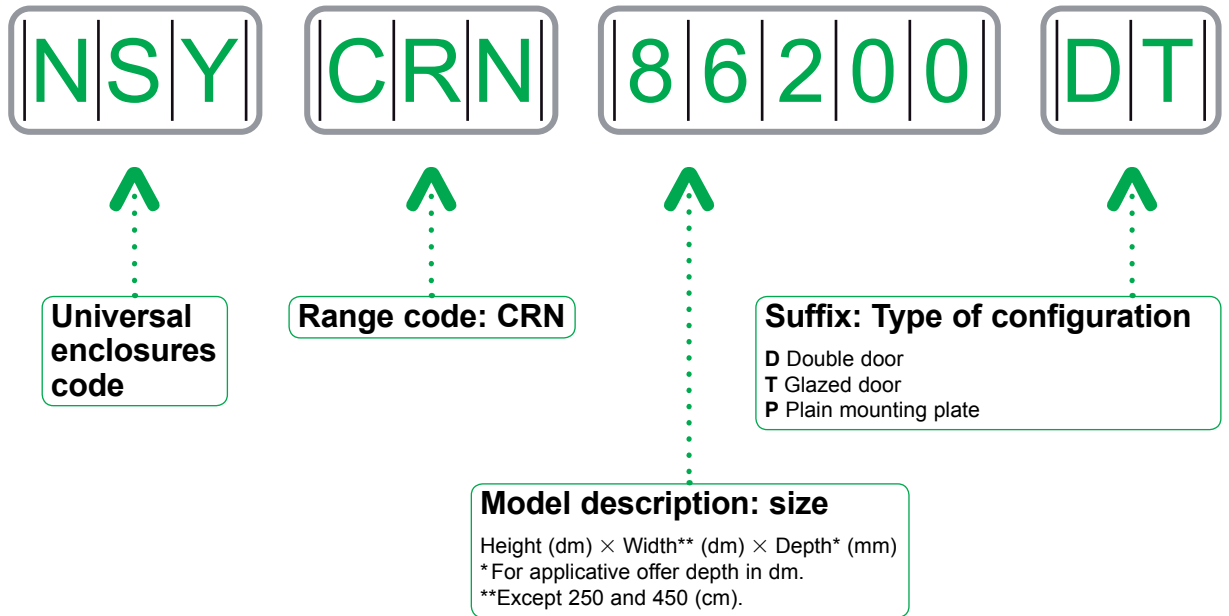 NSY CRN 86200 DT
Universal
enclosures
code
Range code: CRN
Suffix: Type of configuration
D Double door
T Glazed door
P Plain mounting plate
Model description: size
Height (dm) × Width** (dm) × Depth* (mm)
*For applicative offer depth in dm.
**Except 250 and 450 (cm).